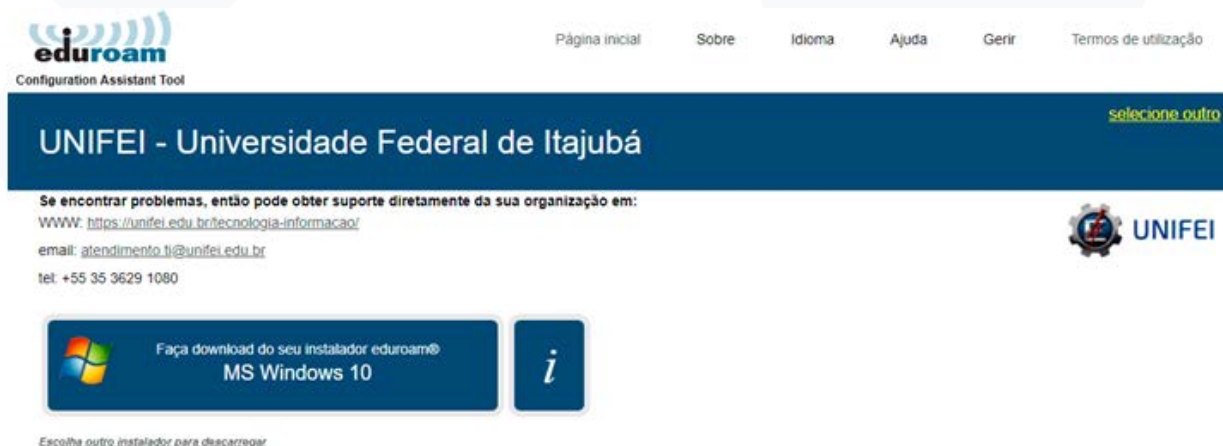 eduroam
Configuration Assistant Tool
Página inicial Sobre Idioma Ajuda Gerir Termos de utilização
selecione outro
UNIFEI - Universidade Federal de Itajubá
Se encontrar problemas, então pode obter suporte diretamente da sua organização em:
WWW: https://unifei.edu.br/tecnologia-informacao/
email: atendimento.ti@unifei.edu.br
tel: +55 35 3629 1080
UNIFEI
Faça download do seu instalador eduroam®
MS Windows 10
i
Escolha outro instalador para descarregar